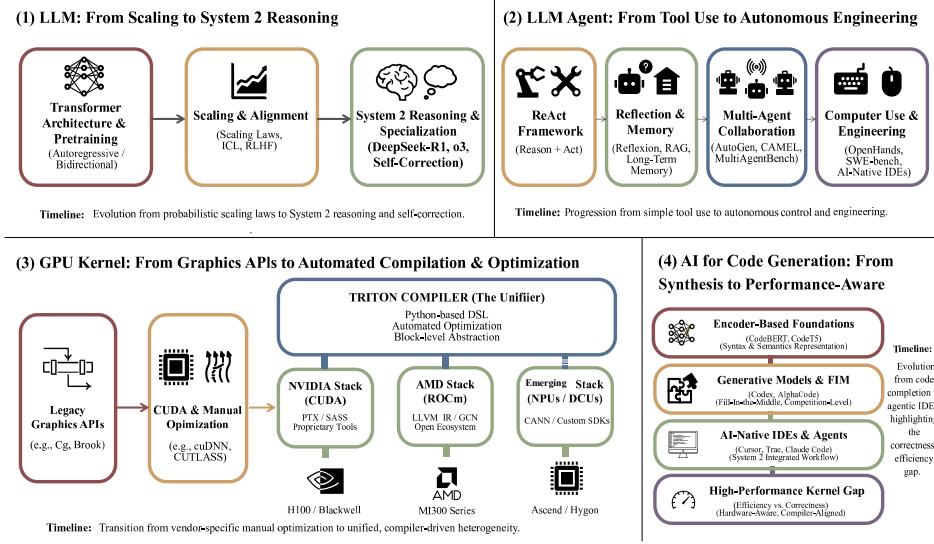 (1) LLM: From Scaling to System 2 Reasoning
Transformer
Architecture &
Pretraining
(Autoregressive /
Bidirectional)
Scaling & Alignment
(Scaling Laws,
ICL, RLHF)
System 2 Reasoning &
Specialization
(DeepSeek-R1, o3,
Self-Correction)
Timeline: Evolution from probabilistic scaling laws to System 2 reasoning and self-correction.
.
(2) LLM Agent: From Tool Use to Autonomous Engineering
ReAct
Framework
(Reason + Act)
?
Reflection &
Memory
(Reflexion, RAG,
Long-Term
Memory)
Multi-Agent
Collaboration
(AutoGen, CAMEL,
MultiAgentBench)
Computer Use &
Engineering
(OpenHands,
SWE-bench,
AI-Native IDEs)
Timeline: Progression from simple tool use to autonomous control and engineering.
(3) GPU Kernel: From Graphics APIs to Automated Compilation & Optimization
Legacy
Graphics APIs
(e.g., Cg, Brook)
CUDA & Manual
Opimization
(e.g., cuDNN,
CUTLASS)
TRITON COMPILER (The Unifiier)
Python-based DSL
Automated Optimization
Block-level Abstraction
NVIDIA Stack
(CUDA)
PTX / SASS
Proprietary Tools
H100 / Blackwell
AMD Stack
(ROCm)
LLVM IR / GCN
Open Ecosystem
AMD
MI300 Series
Emerging Stack
(NPUs / DCUs)
CANN / Custom SDKs
Ascend / Hygon
Timeline: Transition from vendor-specific manual optimization to unified, compiler-driven heterogeneity.
(4) AI for Code Generation: From
Synthesis to Performance-Aware
Encoder-Based Foundations
(CodeBERT, CodeT5)
(Syntax & Semantics Representation)
Generative Models & FIM
(Codex, AlphaCode)
(Fill-In-the-Middle, Competition-Level)
AI-Native IDEs & Agents
(Cursor, Trae, Claude Code)
(System 2 Integrated Workflow)
High-Performance Kernel Gap
(Efficiency vs. Correctness)
(Hardware-Aware, Compiler-Aligned)
Timeline:
Evolution
from code
completion
agentic IDE
highlighting
the
correctness
efficiency
gap.